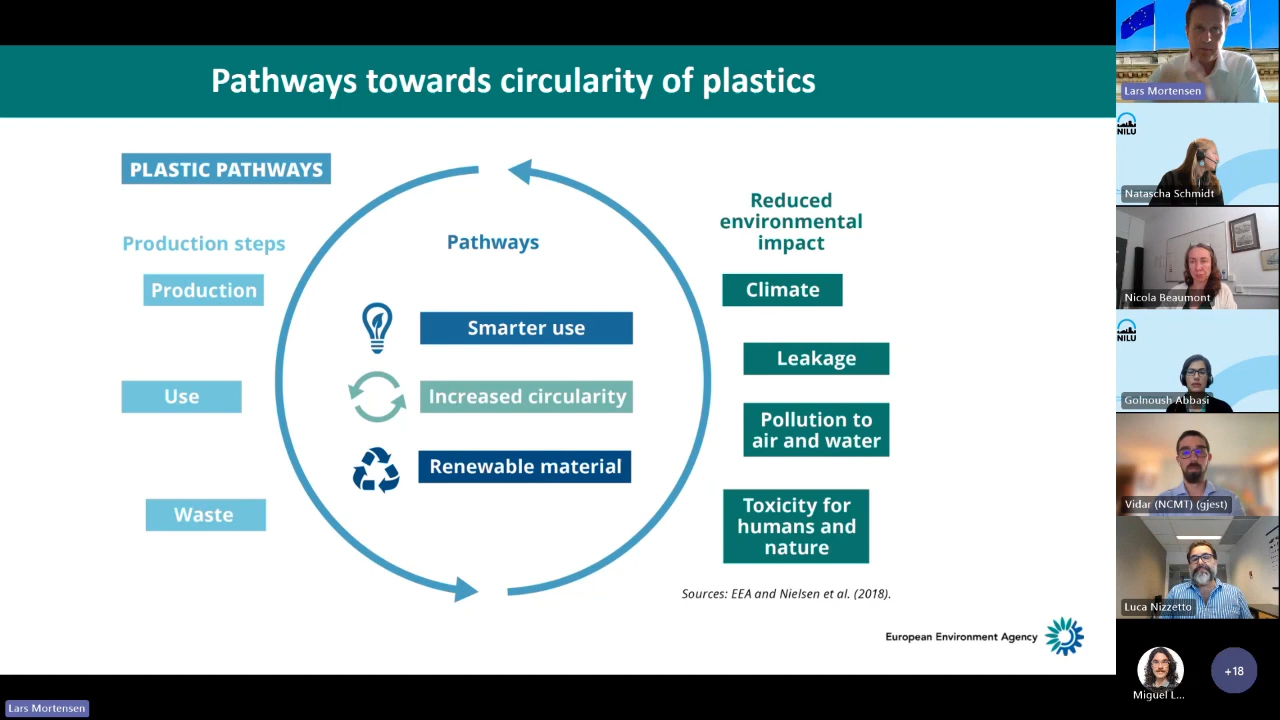 Pathways towards circularity of plastics
PLASTIC PATHWAYS
Production steps
Production
Use
Waste
Pathways
Smarter use
Increased circularity
Renewable material
Reduced
environmental
impact
Climate
Leakage
Pollution to
air and water
Toxicity for
humans and
nature
Sources: EEA and Nielsen et al. (2018).
European Environment Agency
Lars Mortensen
Lars Mortensen
NILU
Natascha Schmidt
Nicola Beaumont
NILU
Golnoush Abbasi
Vidar (NCMT) (gjest)
Luca Nizzetto
Miguel L...
+18